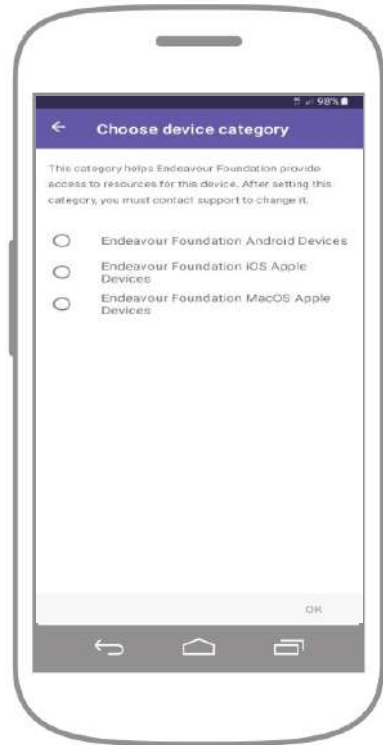 98%
Choose device category
This category helps Endeavour Foundation provide
access to resources for this device. After setting this
category, you must contact support to change it.
Endeavour Foundation Android Devices
Endeavour Foundation iOS Apple
Devices
Endeavour Foundation MacOS Apple
Devices
OK